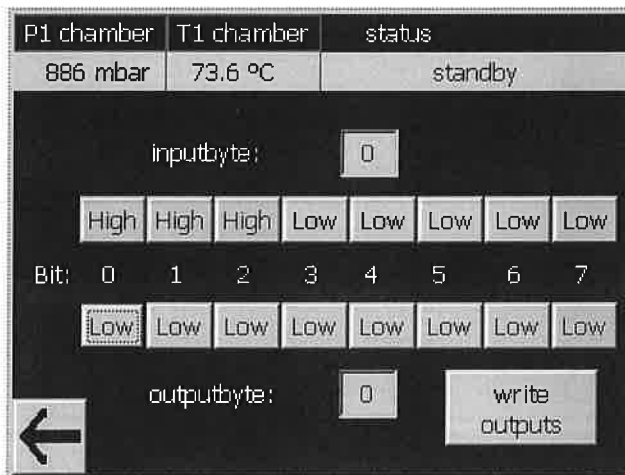 P1 chamber T1 chamber status
886 mbar 73.6 ºC standby
inputbyte: 0
High High High Low Low Low Low Low
Bit: 0 1 2 3 4 5 6 7
Low Low Low Low Low Low Low Low
outputbyte: 0 write
outputs